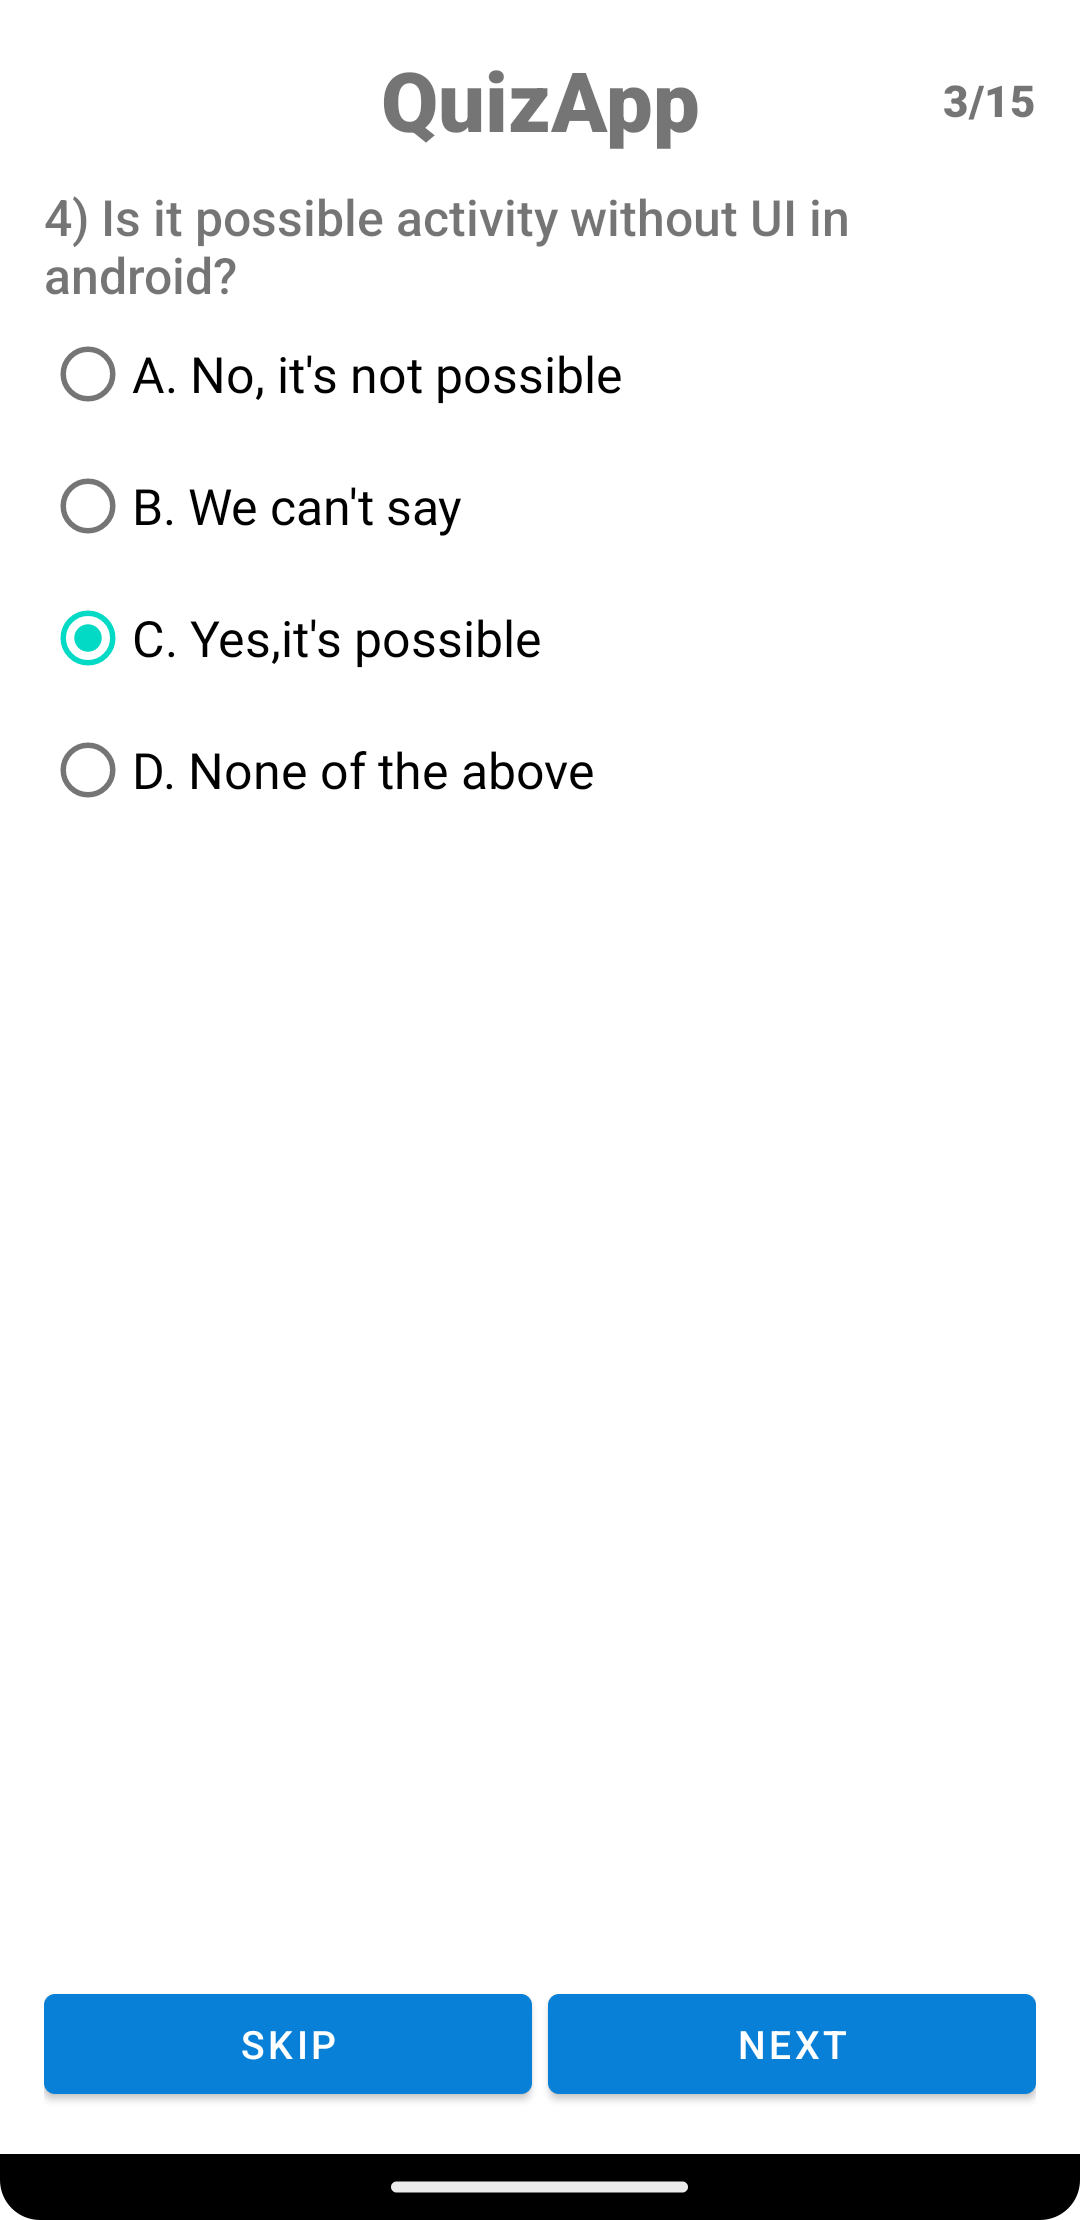 QuizApp
3/15
4) Is it possible activity without UI in
android?
A. No, it's not possible
B. We can't say
C. Yes,it's possible
D. None of the above
SKIP
NEXT